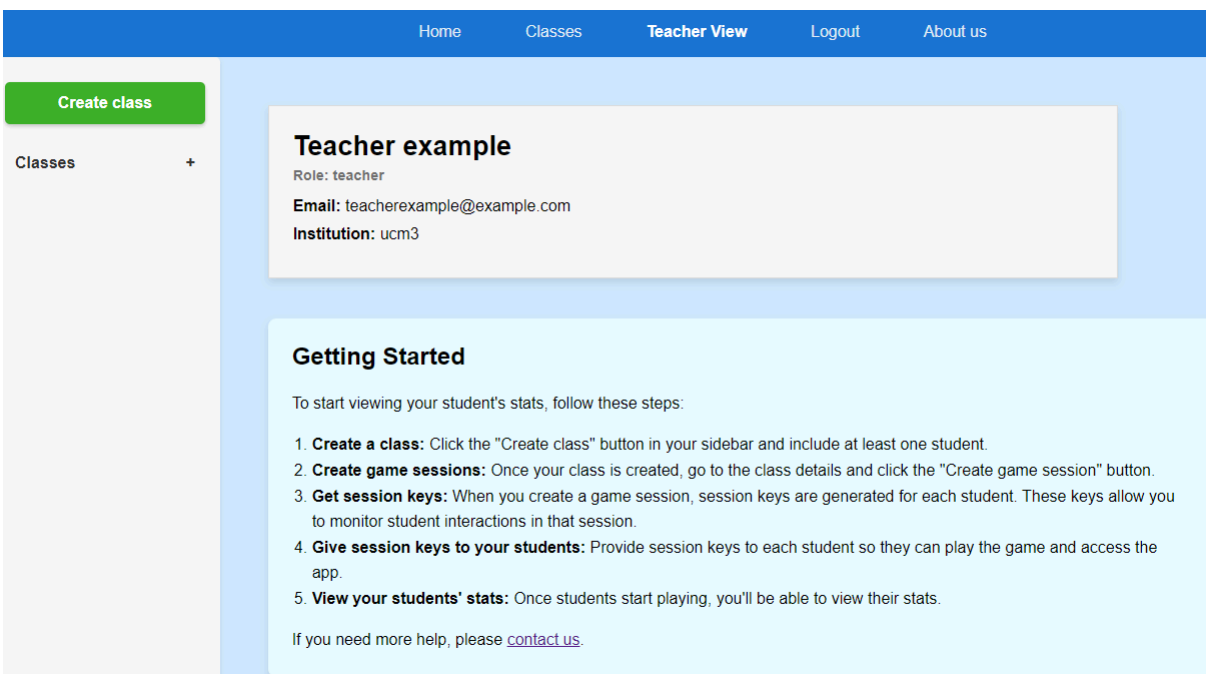 Home Classes Teacher View Logout About us
Create class
Classes +
Teacher example
Role: teacher
Email: teacherexample@example.com
Institution: ucm3
Getting Started
To start viewing your student's stats, follow these steps:
1. Create a class: Click the "Create class" button in your sidebar and include at least one student.
2. Create game sessions: Once your class is created, go to the class details and click the "Create game session" button.
3. Get session keys: When you create a game session, session keys are generated for each student. These keys allow you
to monitor student interactions in that session.
4. Give session keys to your students: Provide session keys to each student so they can play the game and access the
app.
5. View your students' stats: Once students start playing, you'll be able to view their stats.
If you need more help, please contact us.